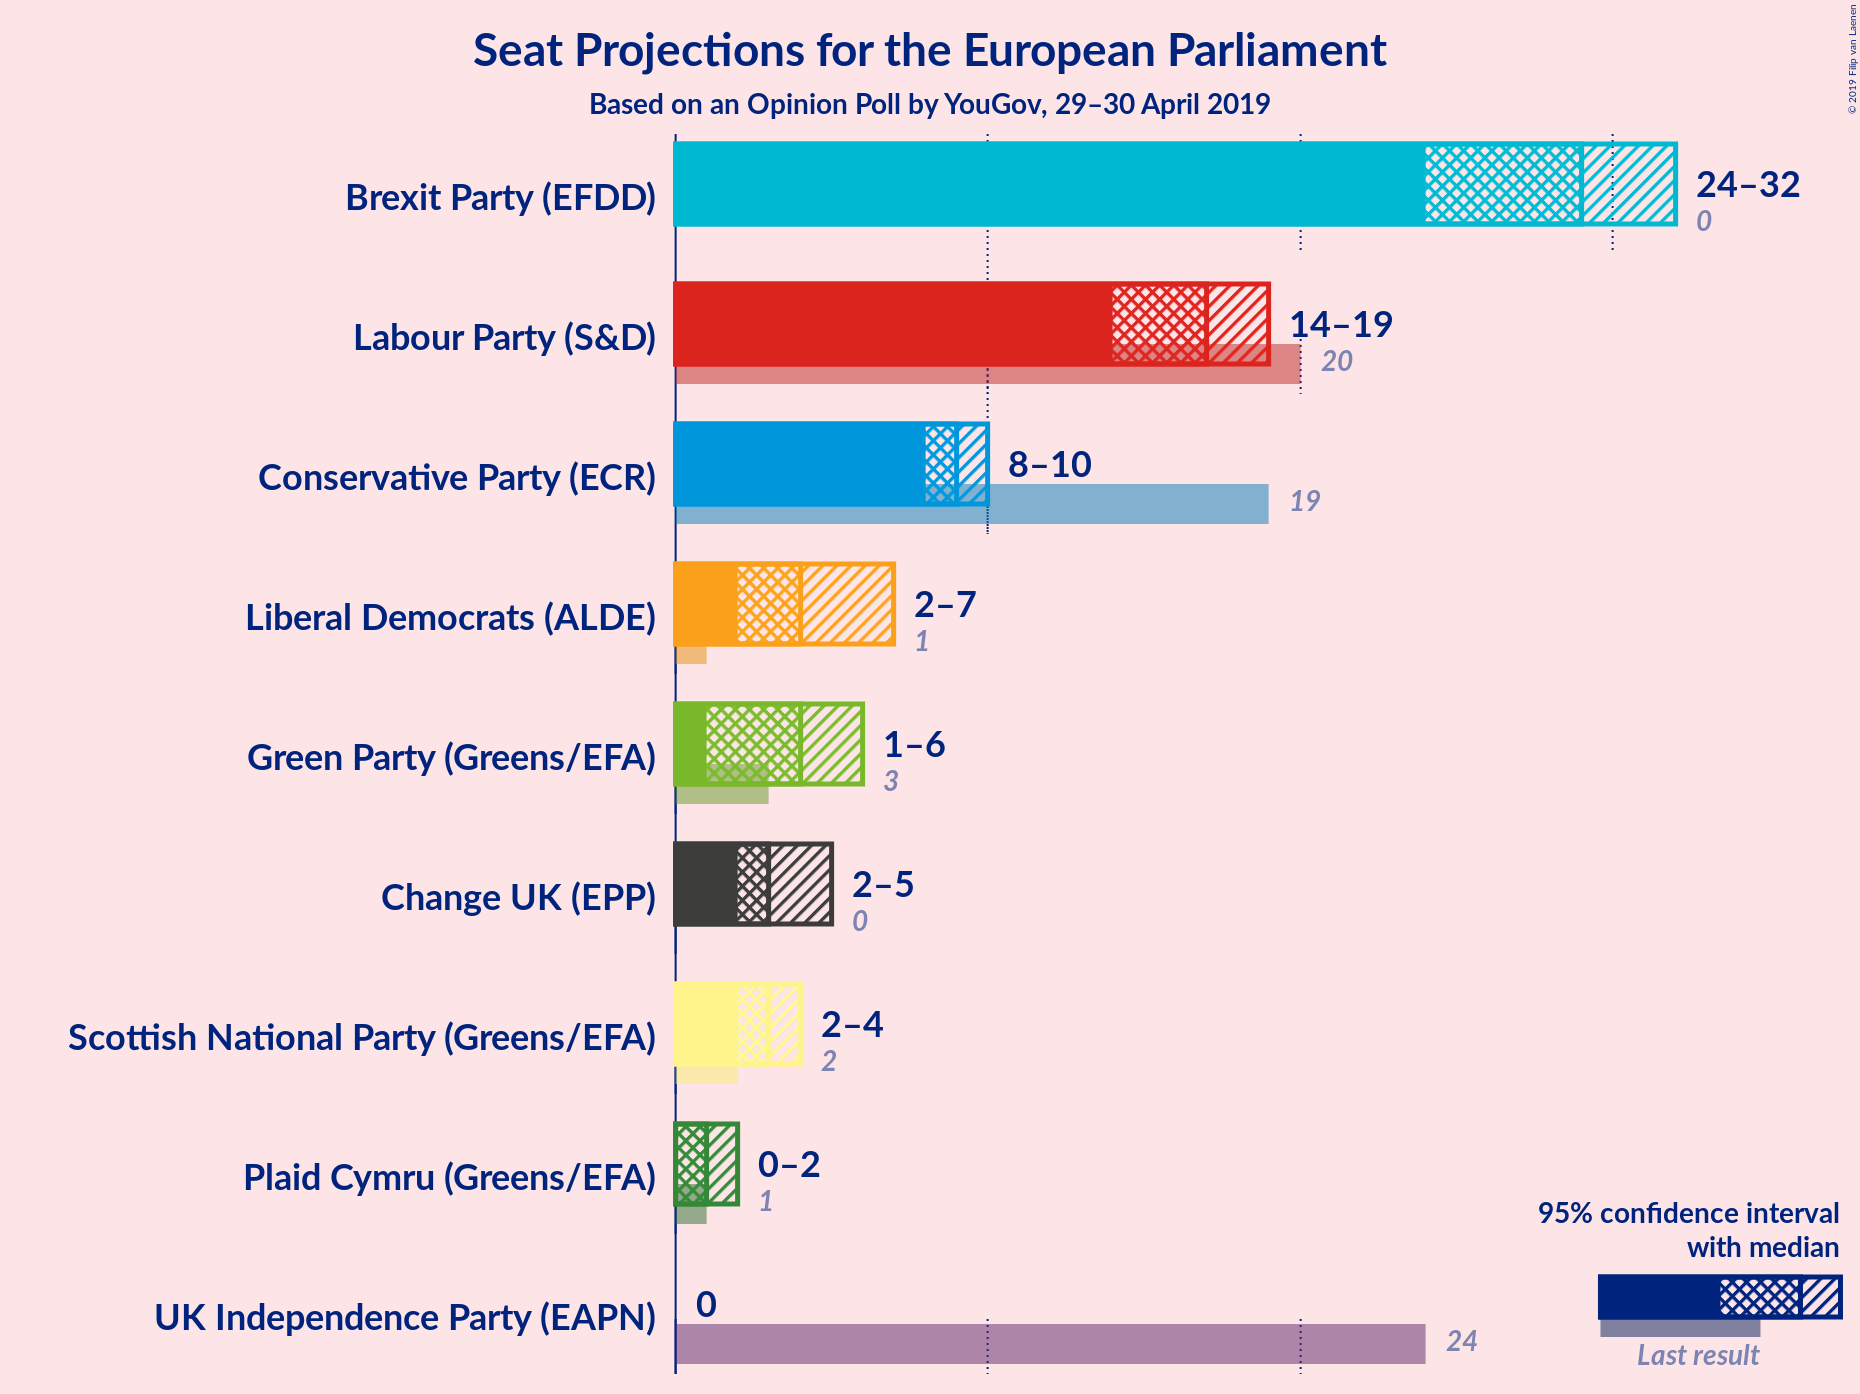 Seat Projections for the European Parliament
Based on an Opinion Poll by YouGov, 29–30 April 2019
© 2019 Filip van Laenen
Brexit Party (EFDD)
24–32
0
Labour Party (S&D)
14–19
20
Conservative Party (ECR)
8–10
19
Liberal Democrats (ALDE)
2–7
1
Green Party (Greens/EFA)
1–6
3
Change UK (EPP)
2–5
0
Scottish National Party (Greens/EFA)
2–4
2
Plaid Cymru (Greens/EFA)
0–2
1
UK Independence Party (EAPN)
0
24
95% confidence interval
with median
Last result